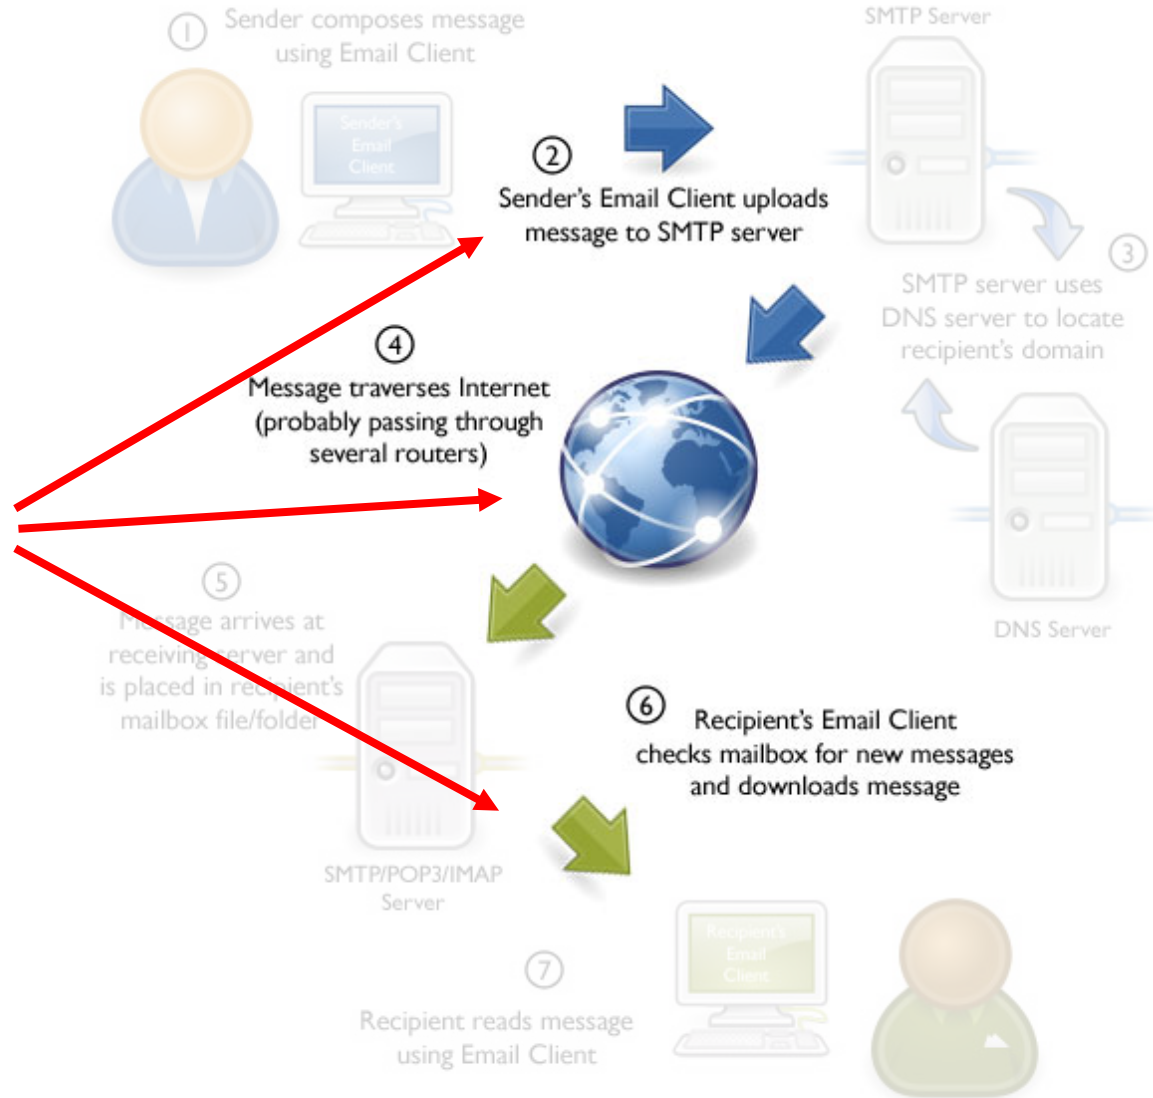 1
Sender composes message
using Email Client
Sender's
Email
Client
SMTP Server
2
Sender's Email Client uploads
message to SMTP server
3
SMTP server uses
DNS server to locate
recipient's domain
DNS Server
4
Message traverses Internet
(probably passing through
several routers)
5
Message arrives at
receiving server and
is placed in recipient's
mailbox file/folder
SMTP/POP3/IMAP
Server
6
Recipient's Email Client
checks mailbox for new messages
and downloads message
Recipient's
Email
Client
7
Recipient reads message
using Email Client